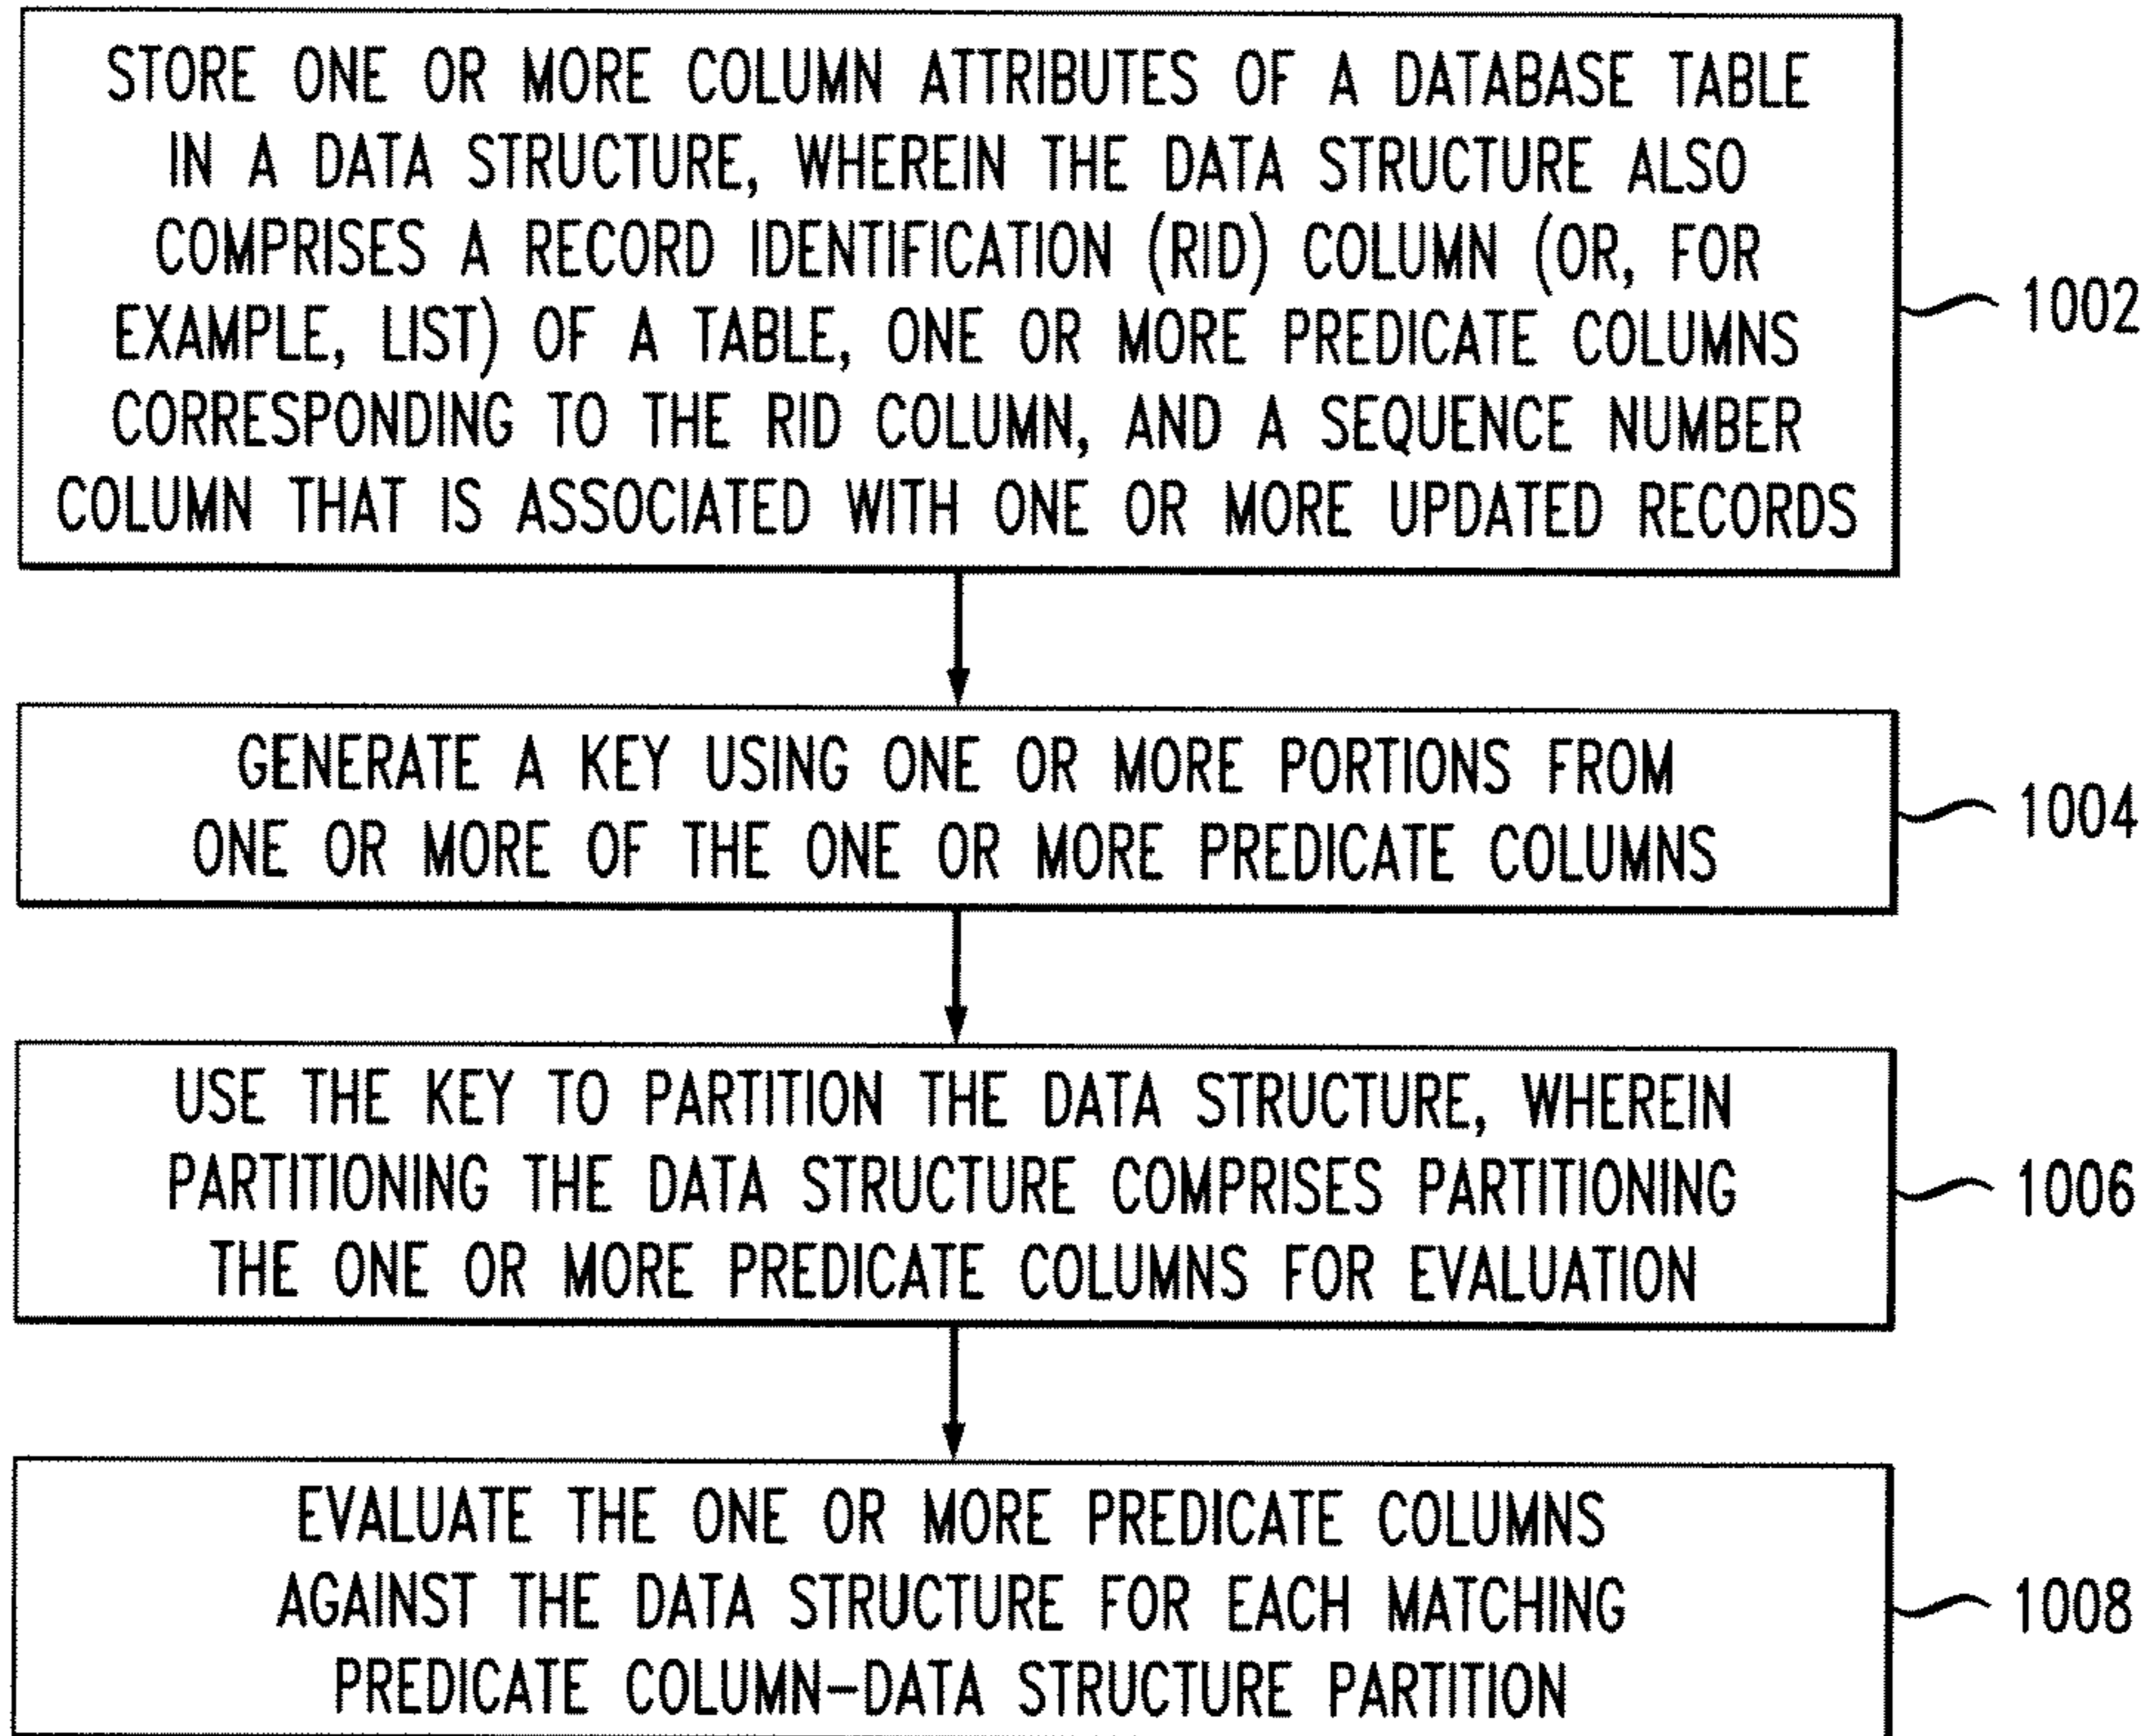 STORE ONE OR MORE COLUMN ATTRIBUTES OF A DATABASE TABLE
IN A DATA STRUCTURE, WHEREIN THE DATA STRUCTURE ALSO
COMPRISES A RECORD IDENTIFICATION (RID) COLUMN (OR, FOR
EXAMPLE, LIST) OF A TABLE, ONE OR MORE PREDICATE COLUMNS
CORRESPONDING TO THE RID COLUMN, AND A SEQUENCE NUMBER
COLUMN THAT IS ASSOCIATED WITH ONE OR MORE UPDATED RECORDS
1002
GENERATE A KEY USING ONE OR MORE PORTIONS FROM
ONE OR MORE OF THE ONE OR MORE PREDICATE COLUMNS
1004
USE THE KEY TO PARTITION THE DATA STRUCTURE, WHEREIN
PARTITIONING THE DATA STRUCTURE COMPRISES PARTITIONING
THE ONE OR MORE PREDICATE COLUMNS FOR EVALUATION
1006
EVALUATE THE ONE OR MORE PREDICATE COLUMNS
AGAINST THE DATA STRUCTURE FOR EACH MATCHING
PREDICATE COLUMN-DATA STRUCTURE PARTITION
1008